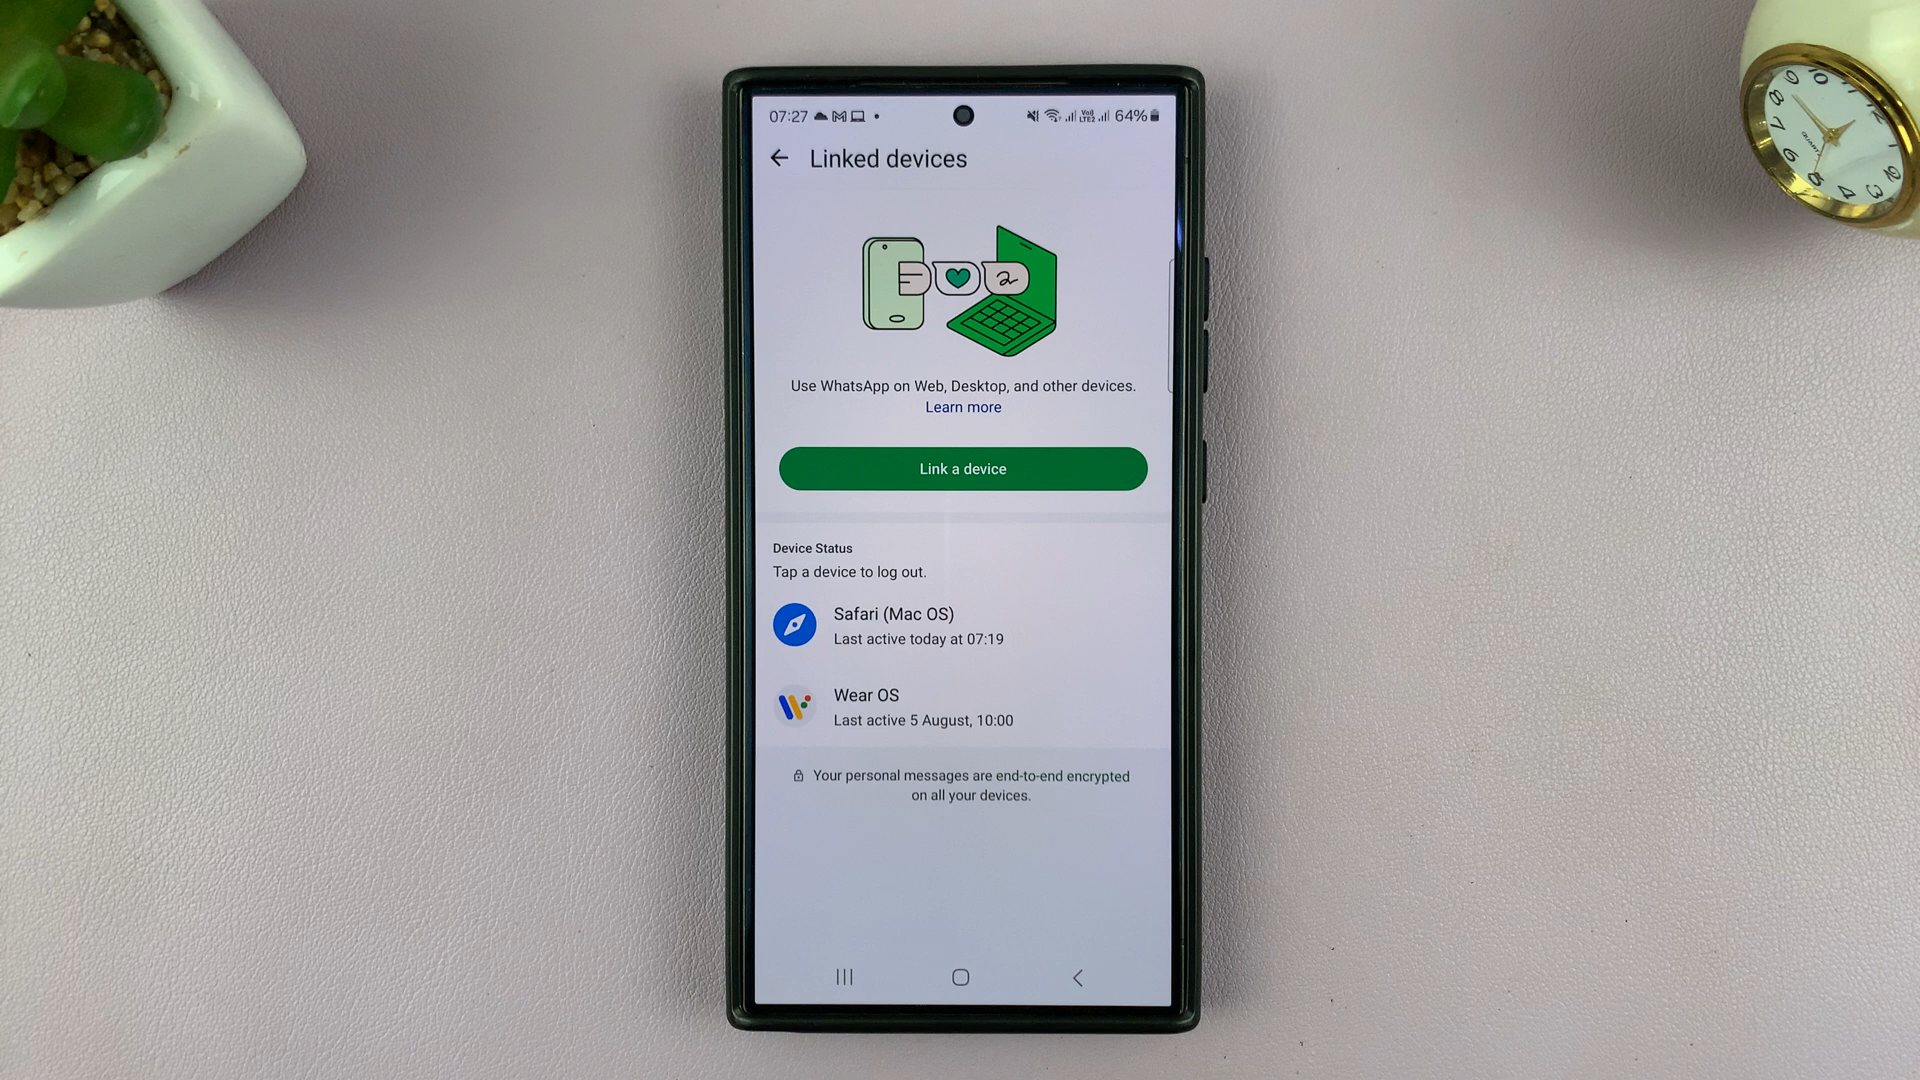 07:27 64%
Linked devices
Use WhatsApp on Web, Desktop, and other devices.
Learn more
Link a device
Device Status
Tap a device to log out.
Safari (Mac OS)
Last active today at 07:19
Wear OS
Last active 5 August, 10:00
Your personal messages are end-to-end encrypted
on all your devices.